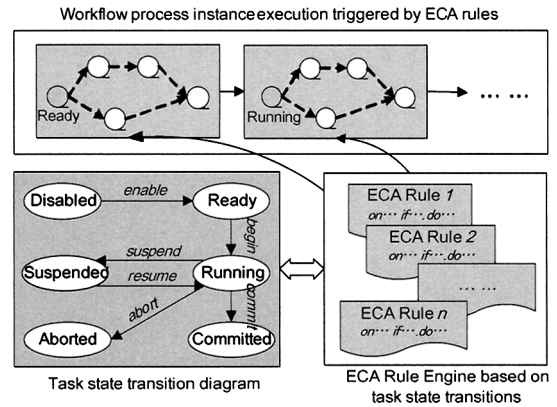 Workflow process instance execution triggered by ECA rules
Ready
Running
... ...
Disabled
enable
Ready
begin
suspend
Suspended
resume
Running
abort
commit
Aborted
Committed
ECA Rule 1
on... if....do...
ECA Rule 2
on... if....do...
... ...
ECA Rule n
on... if....do...
Task state transition diagram
ECA Rule Engine based on
task state transitions